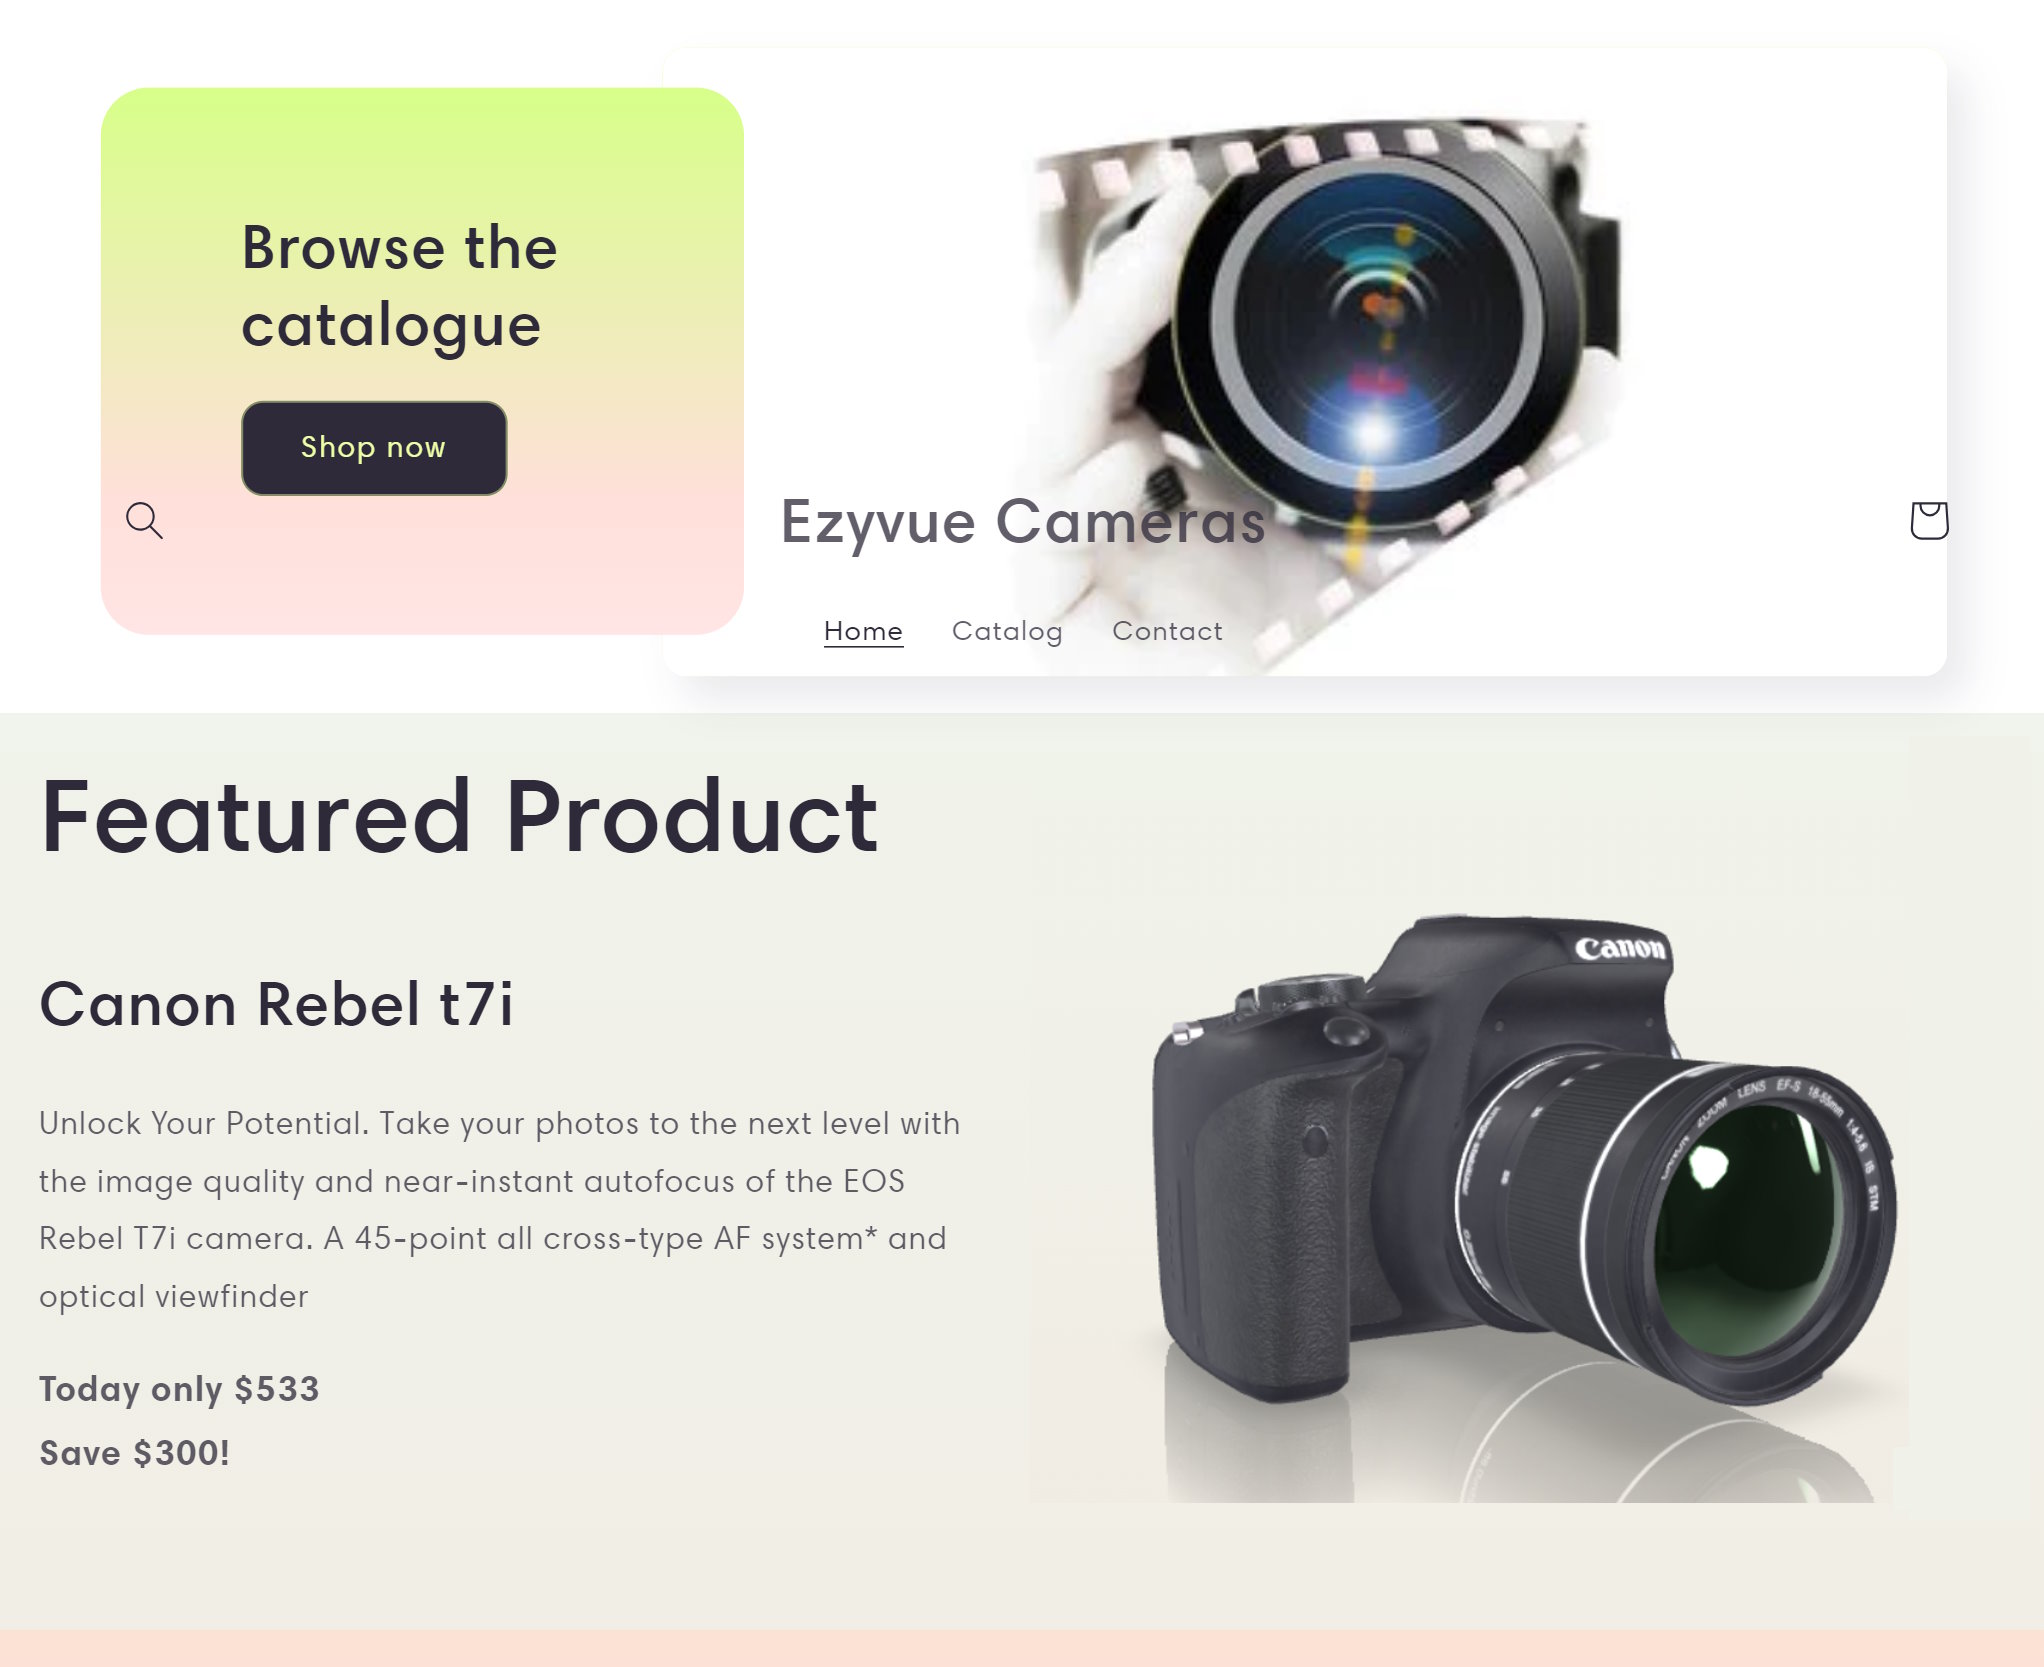 Browse the
catalogue
Shop now
Ezyvue Cameras
Home Catalog Contact
Featured Product
Canon Rebel t7i
Unlock Your Potential. Take your photos to the next level with
the image quality and near-instant autofocus of the EOS
Rebel T7i camera. A 45-point all cross-type AF system* and
optical viewfinder
Today only $533
Save $300!
Canon
ZOOM LENS EF-S 18-55mm 1:4-5.6 IS STM